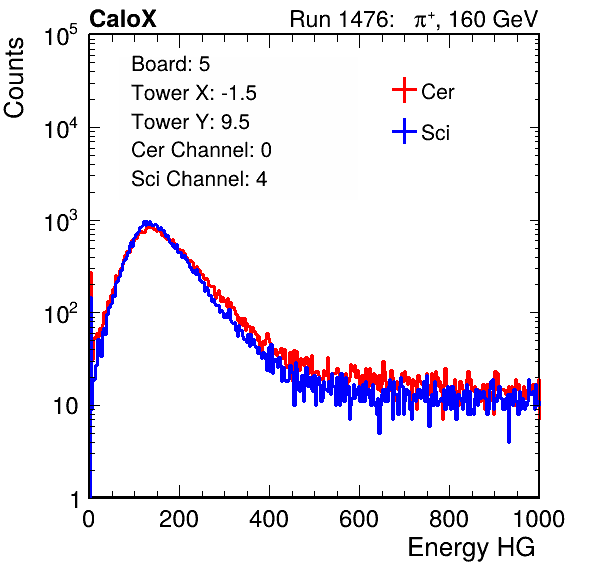 CaloX Run 1476: π⁺, 160 GeV
Counts
10⁵
10⁴
10³
10²
10
1
Board: 5
Tower X: -1.5
Tower Y: 9.5
Cer Channel: 0
Sci Channel: 4
Cer
Sci
0 200 400 600 800 1000
Energy HG